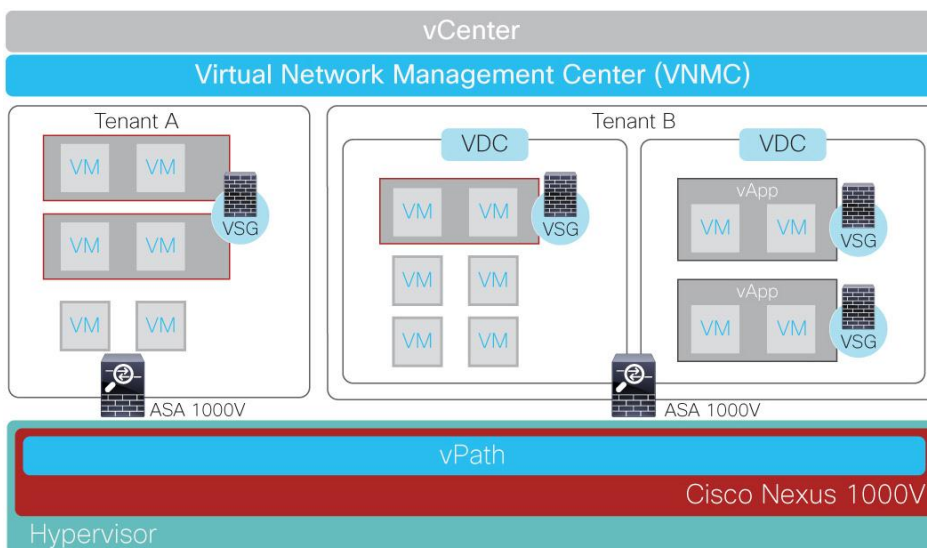 vCenter
Virtual Network Management Center (VNMC)
Tenant A
VM VM
VSG
VM VM
VM VM
ASA 1000V
Tenant B
VDC
VM VM
VSG
VM VM
VM VM
VDC
vApp
VM VM
VSG
vApp
VM VM
VSG
ASA 1000V
vPath
Cisco Nexus 1000V
Hypervisor